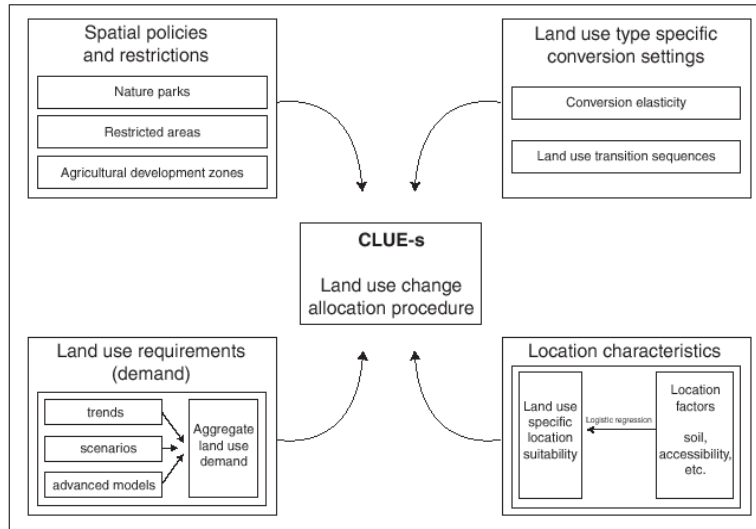 Spatial policies
and restrictions
Nature parks
Restricted areas
Agricultural development zones
Land use type specific
conversion settings
Conversion elasticity
Land use transition sequences
CLUE-s
Land use change
allocation procedure
Land use requirements
(demand)
trends
scenarios
advanced models
Aggregate
land use
demand
Location characteristics
Land use
specific
location
suitability
Logistic regression
Location
factors
soil,
accessibility,
etc.